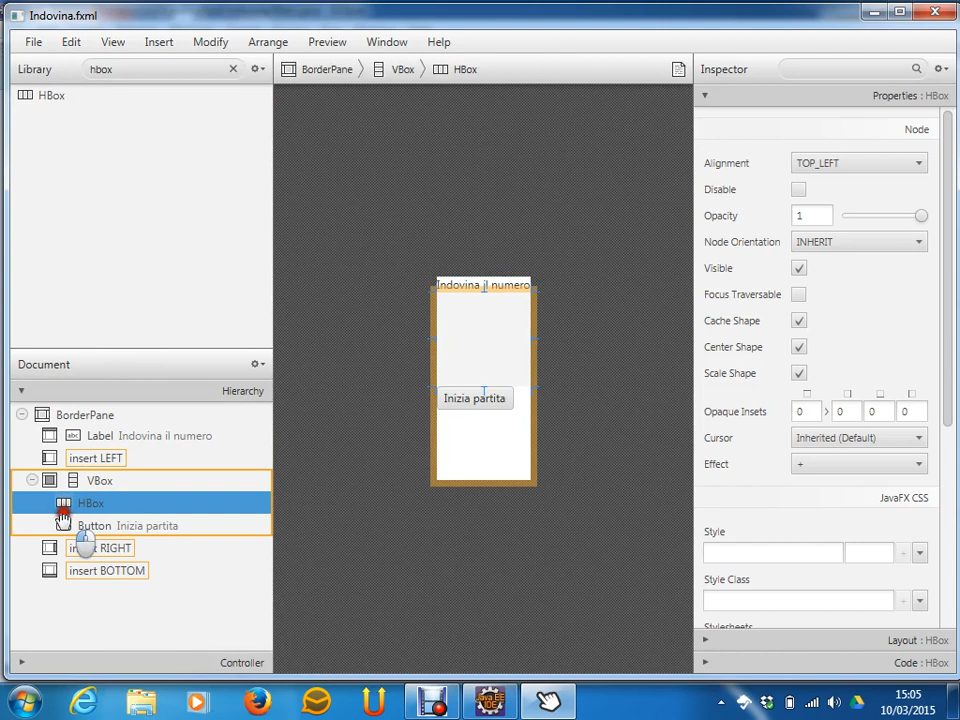 Indovina.fxml
File Edit View Insert Modify Arrange Preview Window Help
Library hbox
BorderPane VBox HBox
Inspector
HBox
Properties : HBox
Node
Alignment TOP_LEFT
Disable
Opacity 1
Node Orientation INHERIT
Visible
Focus Traversable
Cache Shape
Center Shape
Scale Shape
Opaque Insets 0 0 0 0
Cursor Inherited (Default)
Effect +
JavaFX CSS
Style
Style Class
Stylesheets
Layout : HBox
Code : HBox
Indovina il numero
Inizia partita
Document
Hierarchy
BorderPane
Label Indovina il numero
insert LEFT
VBox
HBox
Button Inizia partita
RIGHT
insert BOTTOM
Controller
Java EE
IDE
15:05
10/03/2015